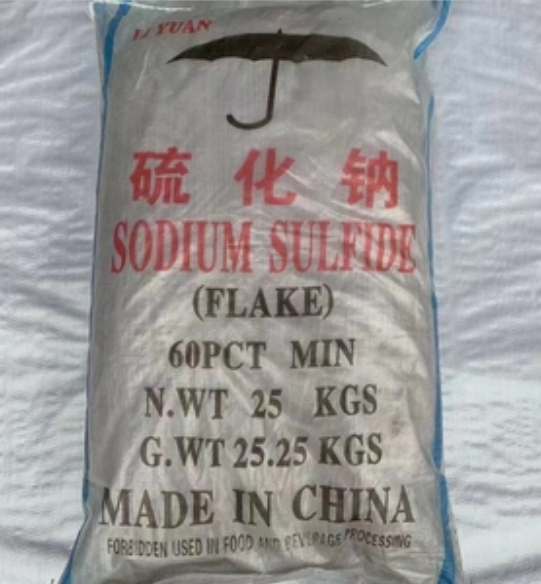 LI YUAN
硫化钠
SODIUM SULFIDE
(FLAKE)
60PCT MIN
N.WT 25 KGS
G.WT 25.25 KGS
MADE IN CHINA
FORBIDDEN USED IN FOOD AND BEVERAGE PROCESSING